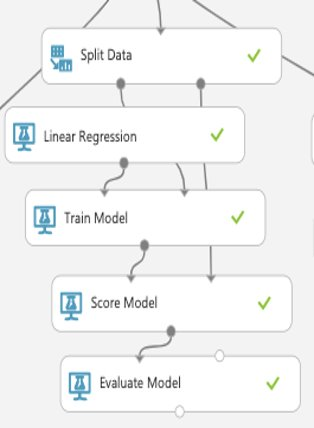 Split Data
Linear Regression
Train Model
Score Model
Evaluate Model